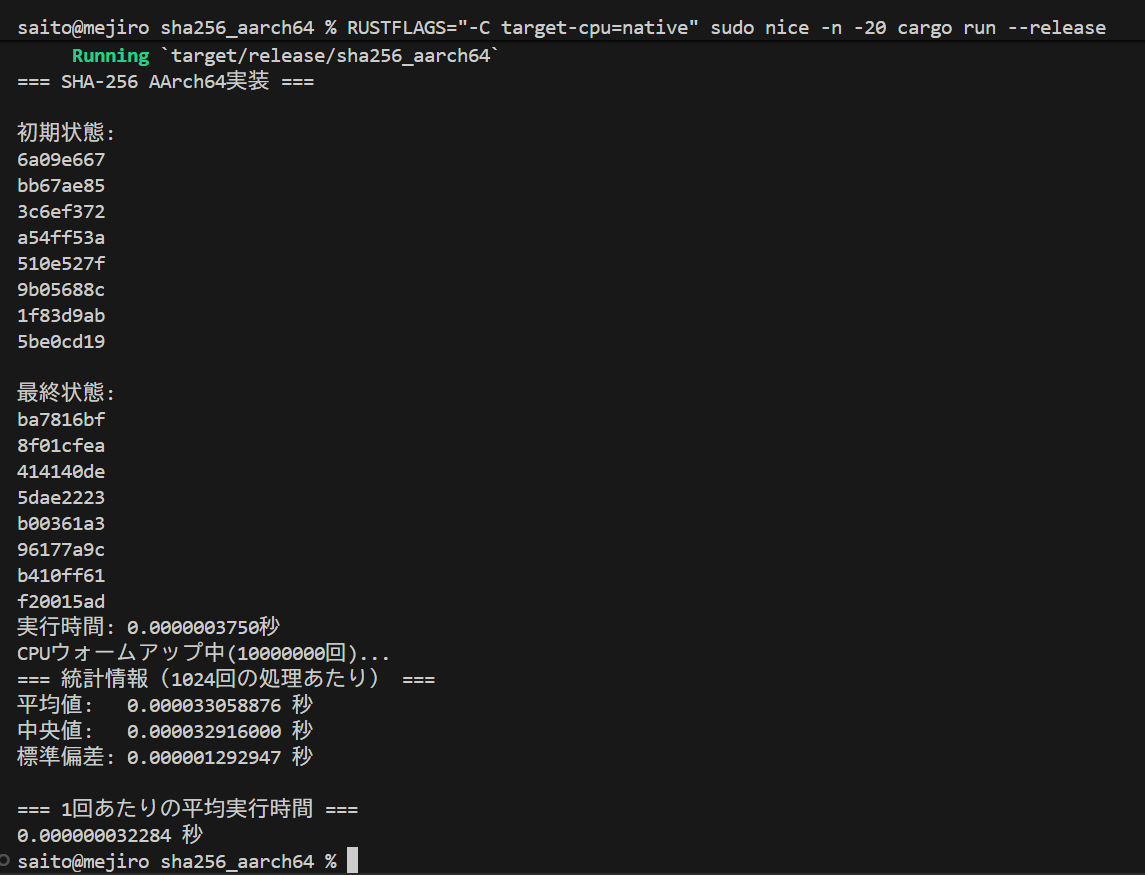 saito@mejiro sha256_aarch64 % RUSTFLAGS="-C target-cpu=native" sudo nice -n -20 cargo run --release
Running `target/release/sha256_aarch64`
=== SHA-256 AArch64実装 ===
初期状態:
6a09e667
bb67ae85
3c6ef372
a54ff53a
510e527f
9b05688c
1f83d9ab
5be0cd19
最終状態:
ba7816bf
8f01cfea
414140de
5dae2223
b00361a3
96177a9c
b410ff61
f20015ad
実行時間: 0.0000003750秒
CPUウォームアップ中(10000000回)...
=== 統計情報（1024回の処理あたり） ===
平均値:   0.000033058876 秒
中央値:   0.000032916000 秒
標準偏差: 0.000001292947 秒
=== 1回あたりの平均実行時間 ===
0.000000032284 秒
saito@mejiro sha256_aarch64 %